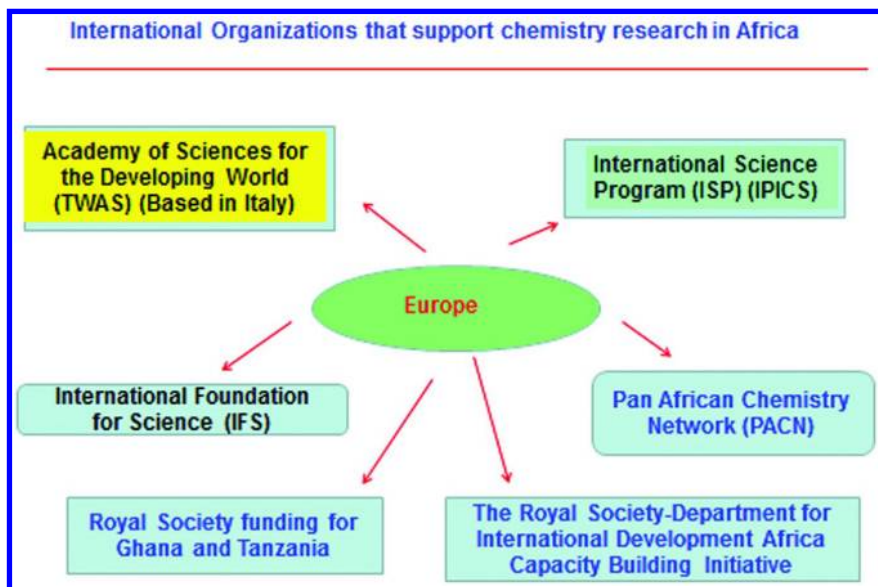 International Organizations that support chemistry research in Africa
Academy of Sciences for
the Developing World
(TWAS) (Based in Italy)
International Science
Program (ISP) (IPICS)
Europe
International Foundation
for Science (IFS)
Pan African Chemistry
Network (PACN)
Royal Society funding for
Ghana and Tanzania
The Royal Society-Department for
International Development Africa
Capacity Building Initiative